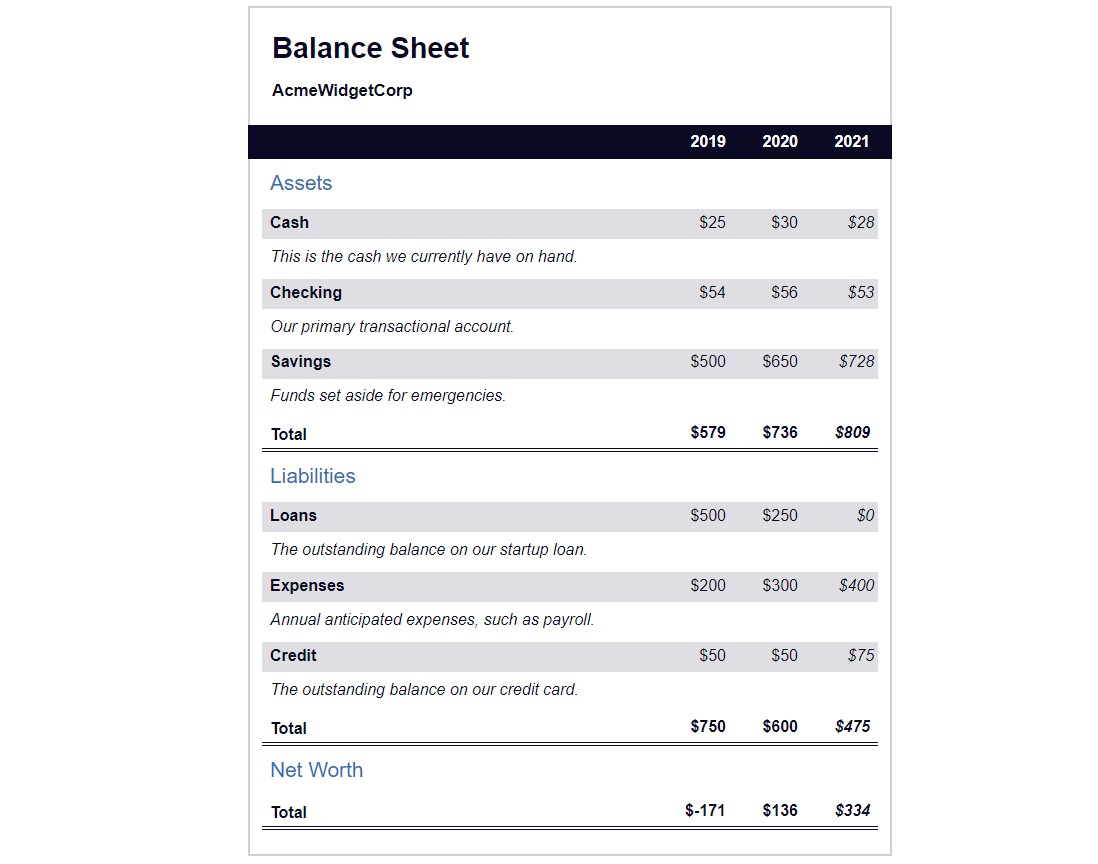 Balance Sheet
AcmeWidgetCorp
2019 2020 2021
Assets
Cash $25 $30 $28
This is the cash we currently have on hand.
Checking $54 $56 $53
Our primary transactional account.
Savings $500 $650 $728
Funds set aside for emergencies.
Total $579 $736 $809
Liabilities
Loans $500 $250 $0
The outstanding balance on our startup loan.
Expenses $200 $300 $400
Annual anticipated expenses, such as payroll.
Credit $50 $50 $75
The outstanding balance on our credit card.
Total $750 $600 $475
Net Worth
Total $-171 $136 $334